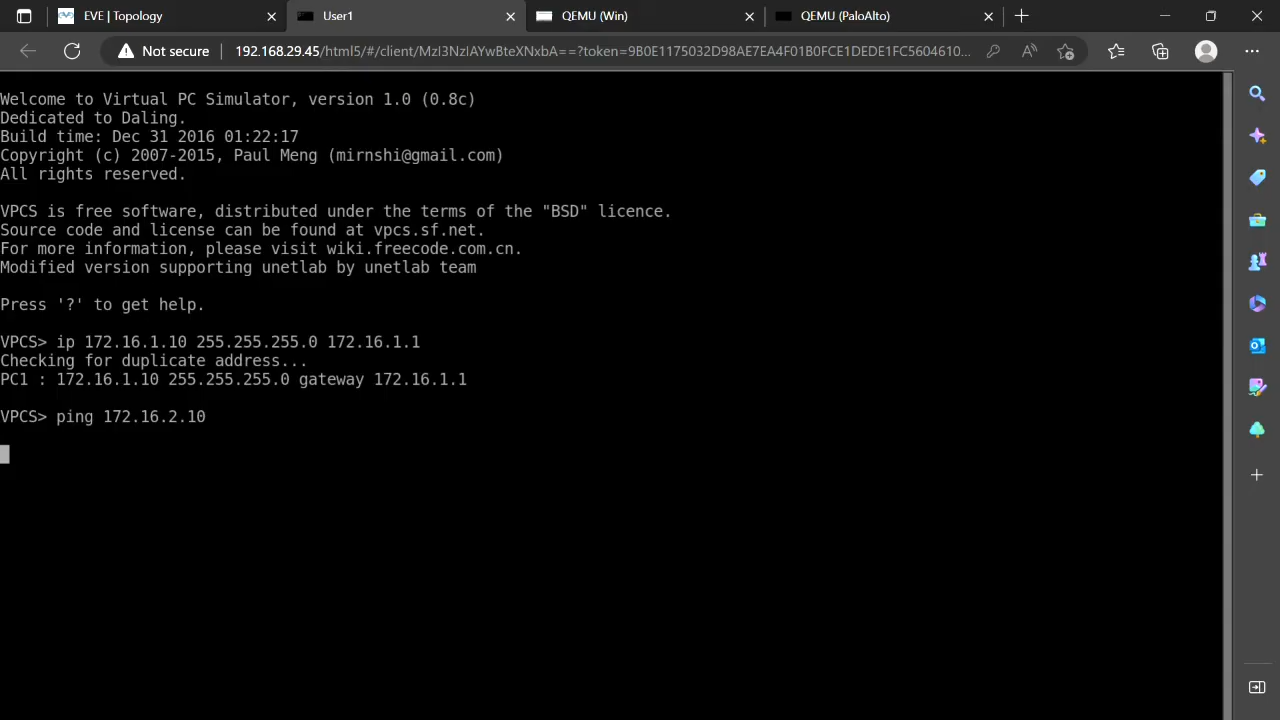 EVE | Topology
User1
QEMU (Win)
QEMU (PaloAlto)
Not secure
192.168.29.45/html5/#/client/MzI3NzIAYwBteXNxbA==?token=9B0E1175032D98AE7EA4F01B0FCE1DEDE1FC5604610...
Welcome to Virtual PC Simulator, version 1.0 (0.8c)
Dedicated to Daling.
Build time: Dec 31 2016 01:22:17
Copyright (c) 2007-2015, Paul Meng (mirnshi@gmail.com)
All rights reserved.
VPCS is free software, distributed under the terms of the "BSD" licence.
Source code and license can be found at vpcs.sf.net.
For more information, please visit wiki.freecode.com.cn.
Modified version supporting unetlab by unetlab team
Press '?' to get help.
VPCS> ip 172.16.1.10 255.255.255.0 172.16.1.1
Checking for duplicate address...
PC1 : 172.16.1.10 255.255.255.0 gateway 172.16.1.1
VPCS> ping 172.16.2.10